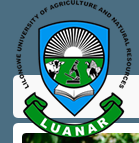 LILONGWE UNIVERSITY OF AGRICULTURE AND NATURAL RESOURCES
LUANAR